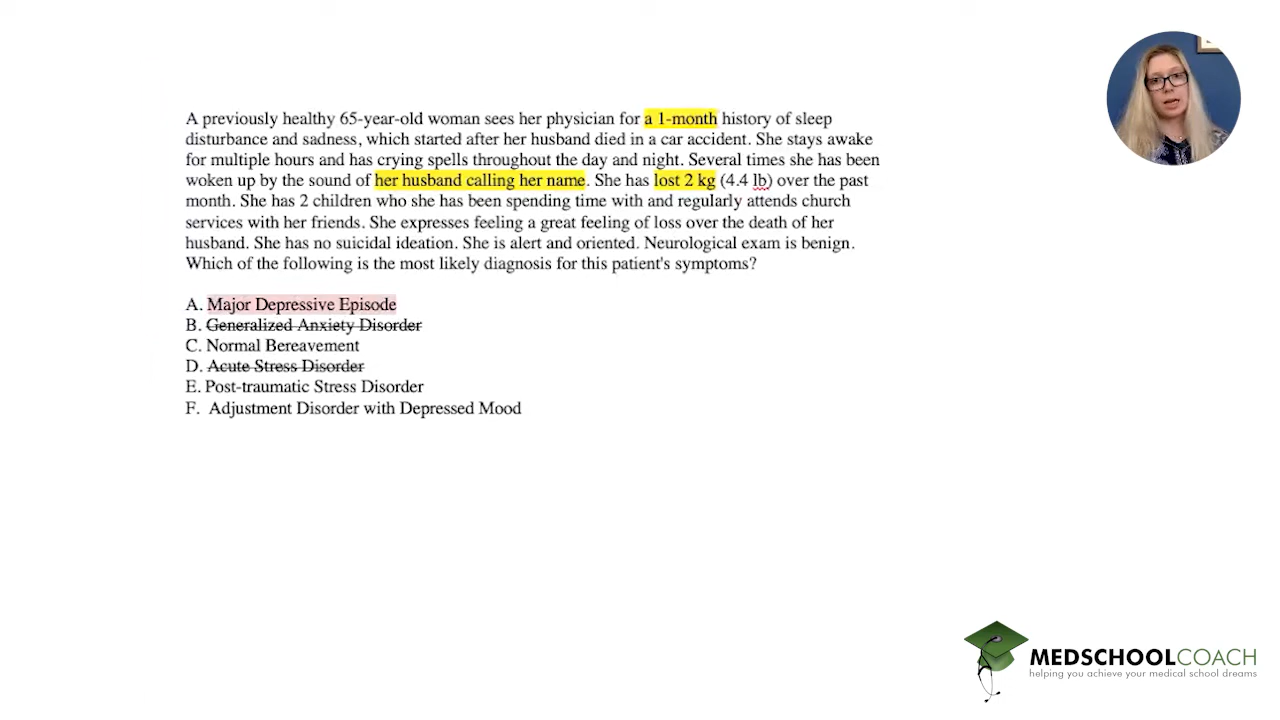 A previously healthy 65-year-old woman sees her physician for a 1-month history of sleep
disturbance and sadness, which started after her husband died in a car accident. She stays awake
for multiple hours and has crying spells throughout the day and night. Several times she has been
woken up by the sound of her husband calling her name. She has lost 2 kg (4.4 lb) over the past
month. She has 2 children who she has been spending time with and regularly attends church
services with her friends. She expresses feeling a great feeling of loss over the death of her
husband. She has no suicidal ideation. She is alert and oriented. Neurological exam is benign.
Which of the following is the most likely diagnosis for this patient's symptoms?
A. Major Depressive Episode
B. Generalized Anxiety Disorder
C. Normal Bereavement
D. Acute Stress Disorder
E. Post-traumatic Stress Disorder
F. Adjustment Disorder with Depressed Mood
MEDSCHOOLCOACH
helping you achieve your medical school dreams